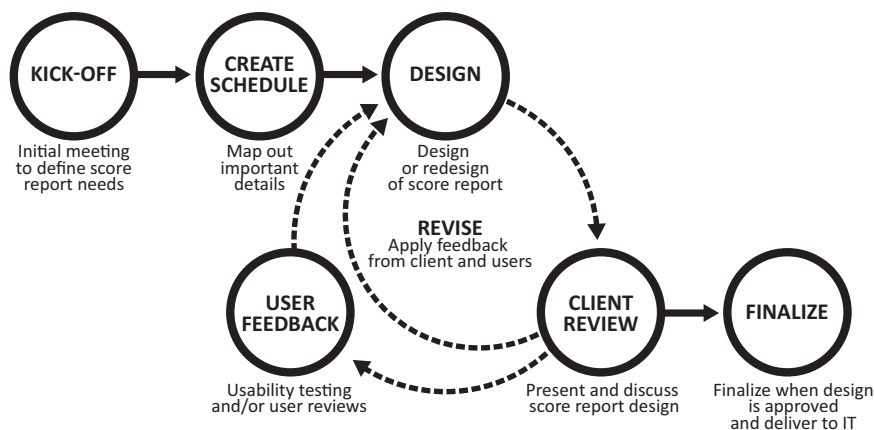 KICK-OFF
Initial meeting
to define score
report needs
CREATE
SCHEDULE
Map out
important
details
DESIGN
Design
or redesign
of score report
REVISE
Apply feedback
from client and users
USER
FEEDBACK
Usability testing
and/or user reviews
CLIENT
REVIEW
Present and discuss
score report design
FINALIZE
Finalize when design
is approved
and deliver to IT